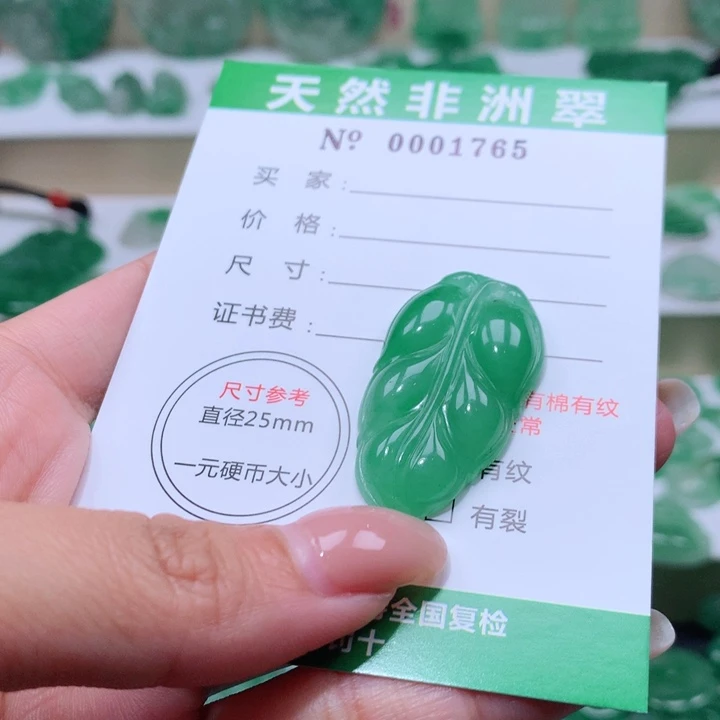 天然非洲翠
Nº 0001765
买 家:
价 格:
尺 寸:
证书费:
尺寸参考
直径25mm
一元硬币大小
有棉有纹
常
有纹
有裂
全国复检
十